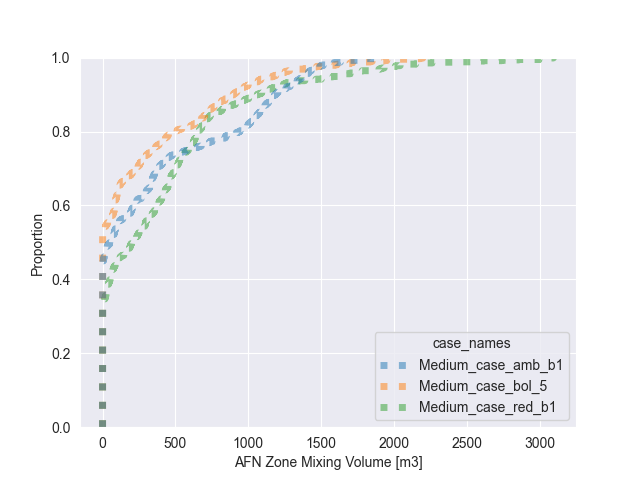 1.0
0.8
0.6
0.4
0.2
0.0
Proportion
0 500 1000 1500 2000 2500 3000
AFN Zone Mixing Volume [m3]
case_names
Medium_case_amb_b1
Medium_case_bol_5
Medium_case_red_b1